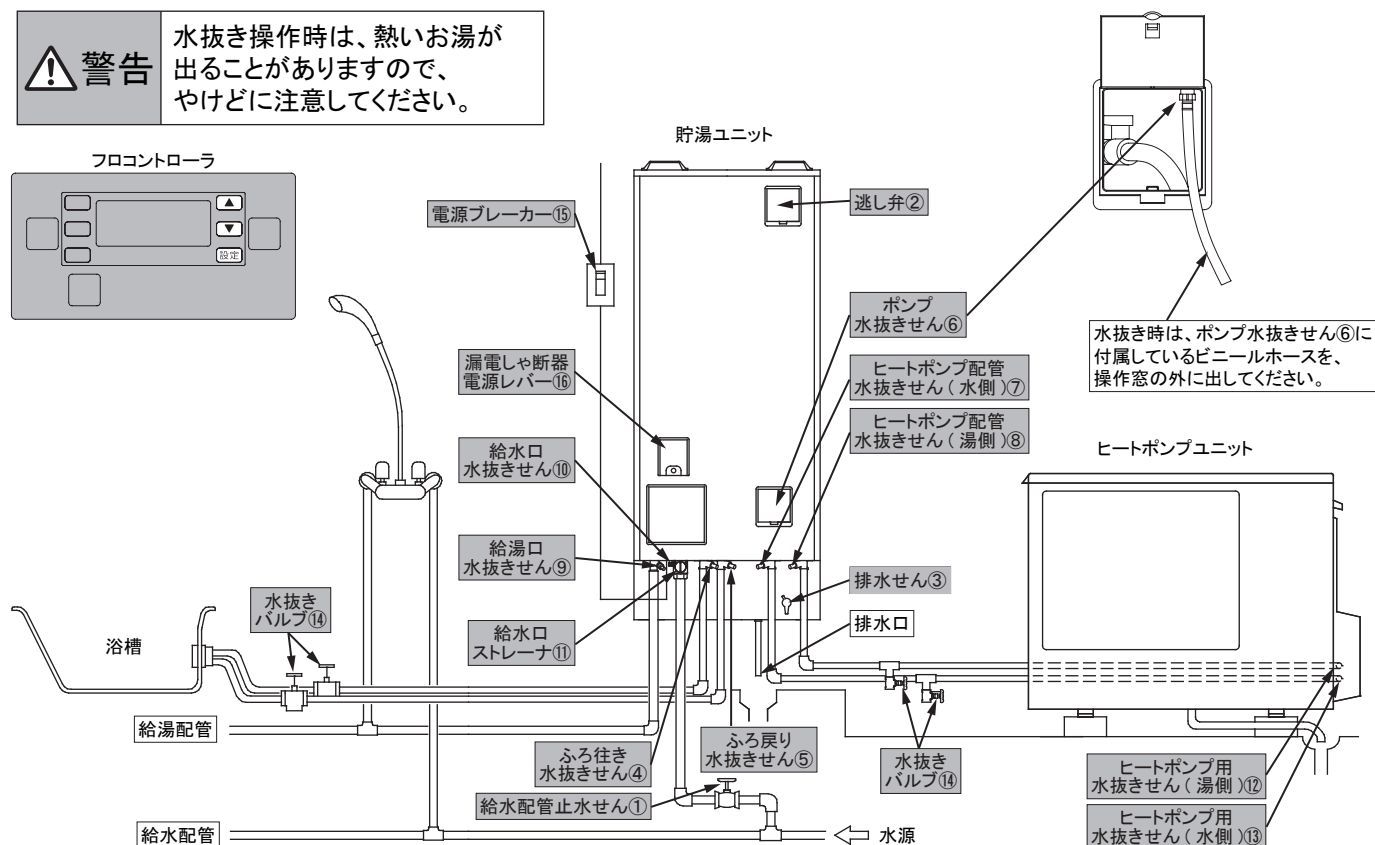 警告
水抜き操作時は、熱いお湯が
出ることがありますので、
やけどに注意してください。
フロコントローラ
▲
▼
設定
貯湯ユニット
電源ブレーカー⑮
逃し弁②
ポンプ
水抜きせん⑥
水抜き時は、ポンプ水抜きせん⑥に
付属しているビニールホースを、
操作窓の外に出してください。
漏電しゃ断器
電源レバー⑯
ヒートポンプ配管
水抜きせん(水側)⑦
ヒートポンプ配管
水抜きせん(湯側)⑧
給水口
水抜きせん⑩
ヒートポンプユニット
給湯口
水抜きせん⑨
排水せん③
水抜き
バルブ⑭
浴槽
給水口
ストレーナ⑪
排水口
給湯配管
ふろ往き
水抜きせん④
ふろ戻り
水抜きせん⑤
水抜き
バルブ⑭
ヒートポンプ用
水抜きせん(湯側)⑫
給水配管止水せん①
ヒートポンプ用
水抜きせん(水側)⑬
給水配管
水源